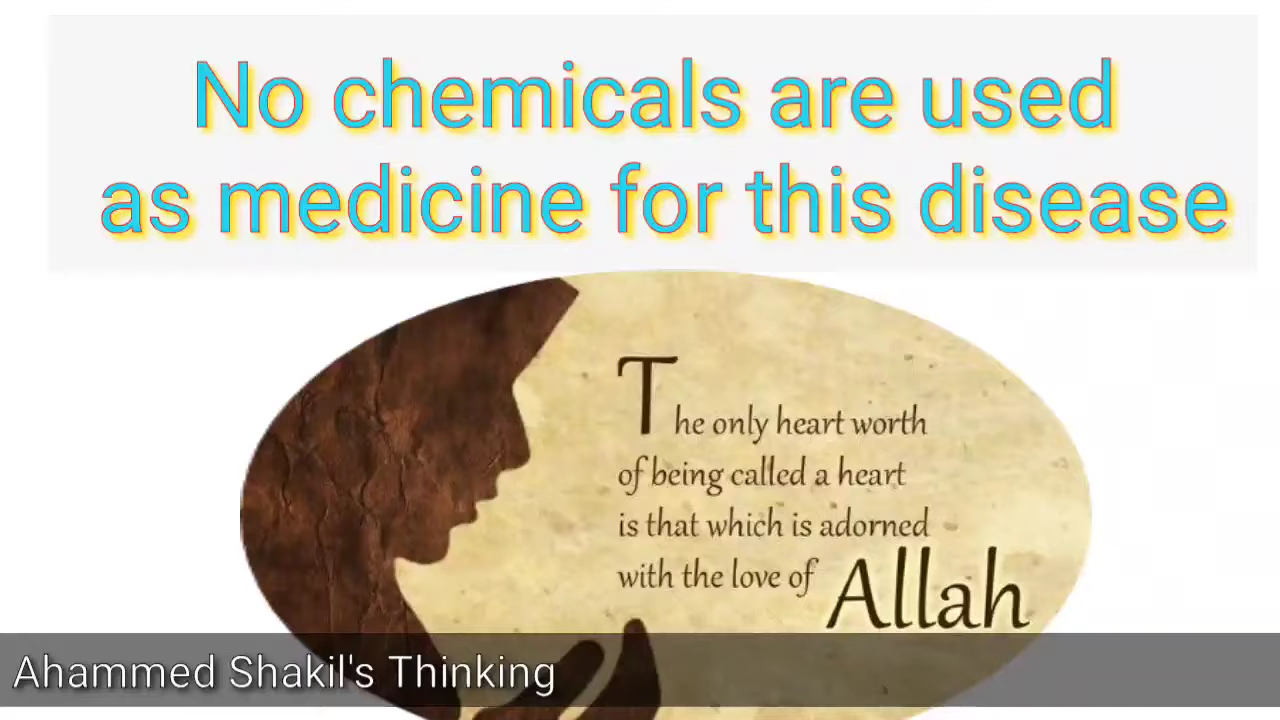 No chemicals are used
as medicine for this disease
The only heart worth
of being called a heart
is that which is adorned
with the love of Allah
Ahammed Shakil's Thinking